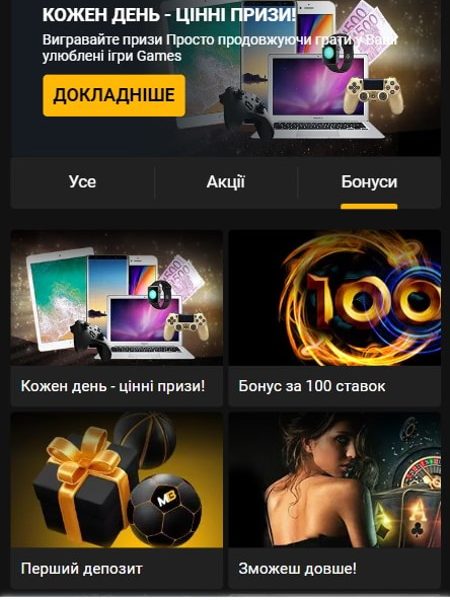 КОЖЕН ДЕНЬ - ЦІННІ ПРИЗИ!
Вигравайте призи Просто продовжуючи грати у Ваші
улюблені ігри Games
ДОКЛАДНІШЕ
Усе Акції Бонуси
Кожен день - цінні призи!
100
Бонус за 100 ставок
MB
Перший депозит
Зможеш довше!